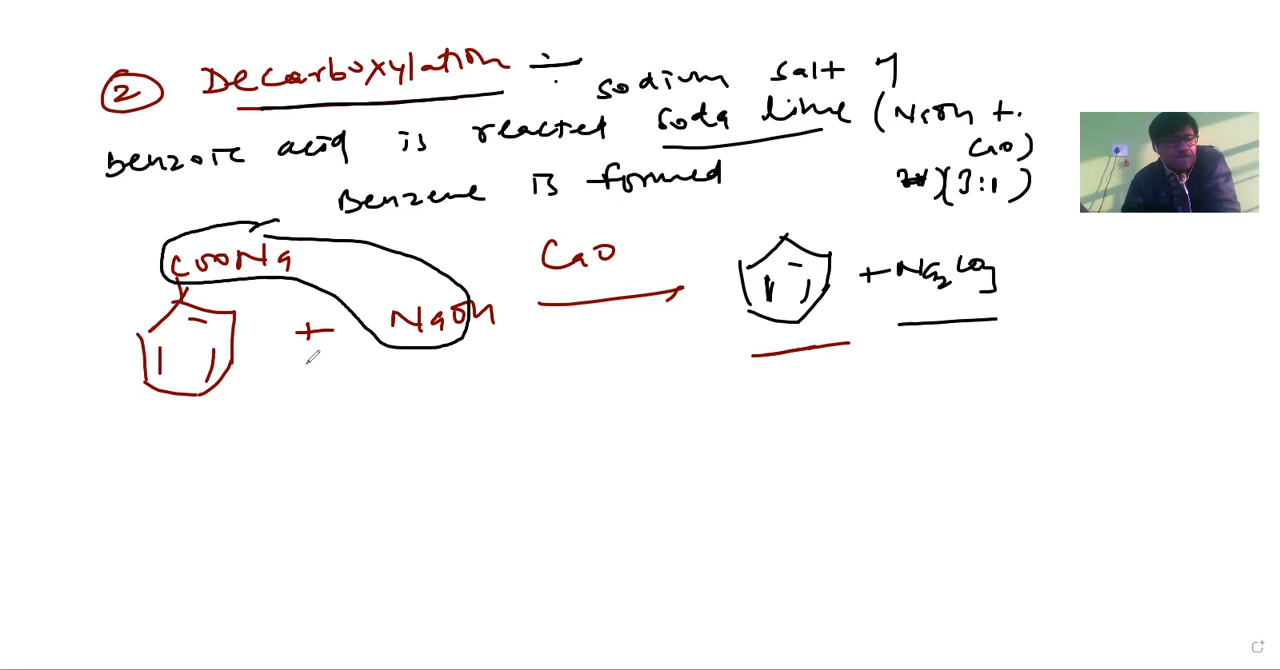 2 Decarboxylation ÷ sodium salt of
benzoic acid is reacted soda lime (NaOH +
CaO)
Benzene is formed (3:1)
COONa CaO
+ NaOH + Na2CO3